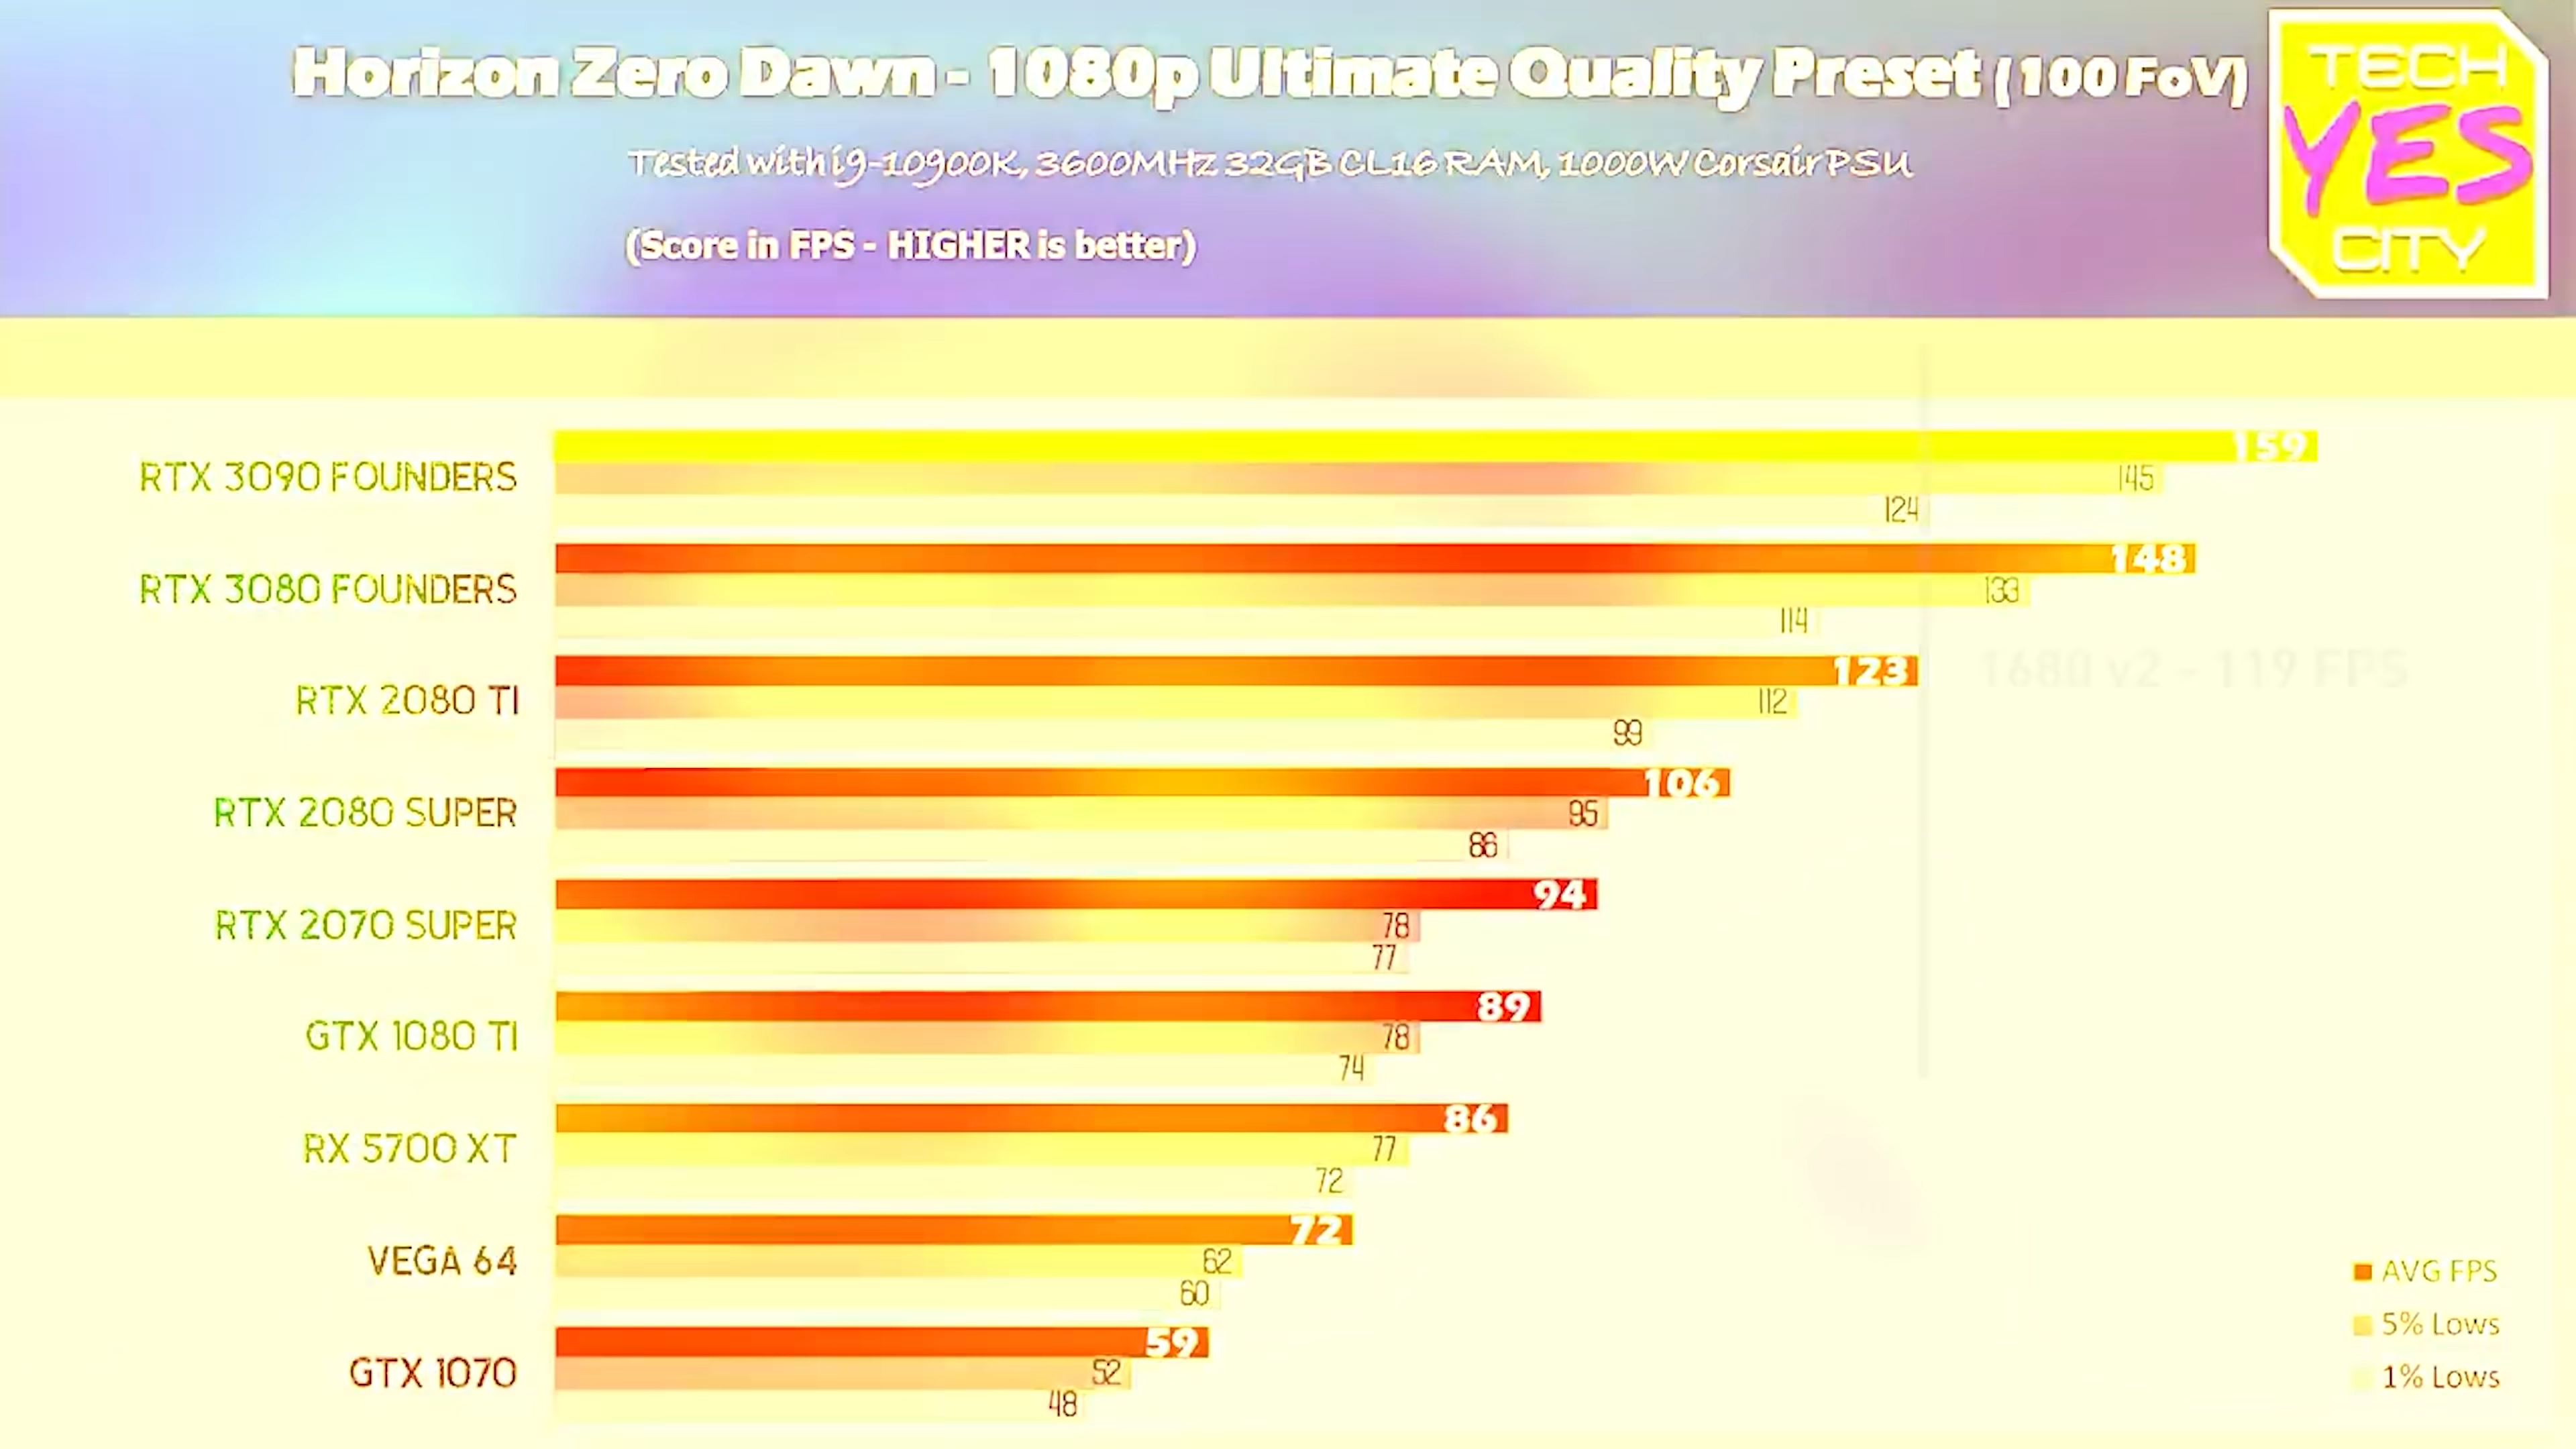 Horizon Zero Dawn - 1080p Ultimate Quality Preset (100 FoV)
TECH
YES
CITY
Tested with i9-10900K, 3600MHz 32GB CL16 RAM, 1000W Corsair PSU
(Score in FPS - HIGHER is better)
RTX 3090 FOUNDERS
159
145
124
RTX 3080 FOUNDERS
148
133
114
RTX 2080 TI
123
112
99
1680 v2 - 119 FPS
RTX 2080 SUPER
106
95
86
RTX 2070 SUPER
94
78
77
GTX 1080 TI
89
78
74
RX 5700 XT
86
77
72
VEGA 64
72
62
60
GTX 1070
59
52
48
AVG FPS
5% Lows
1% Lows